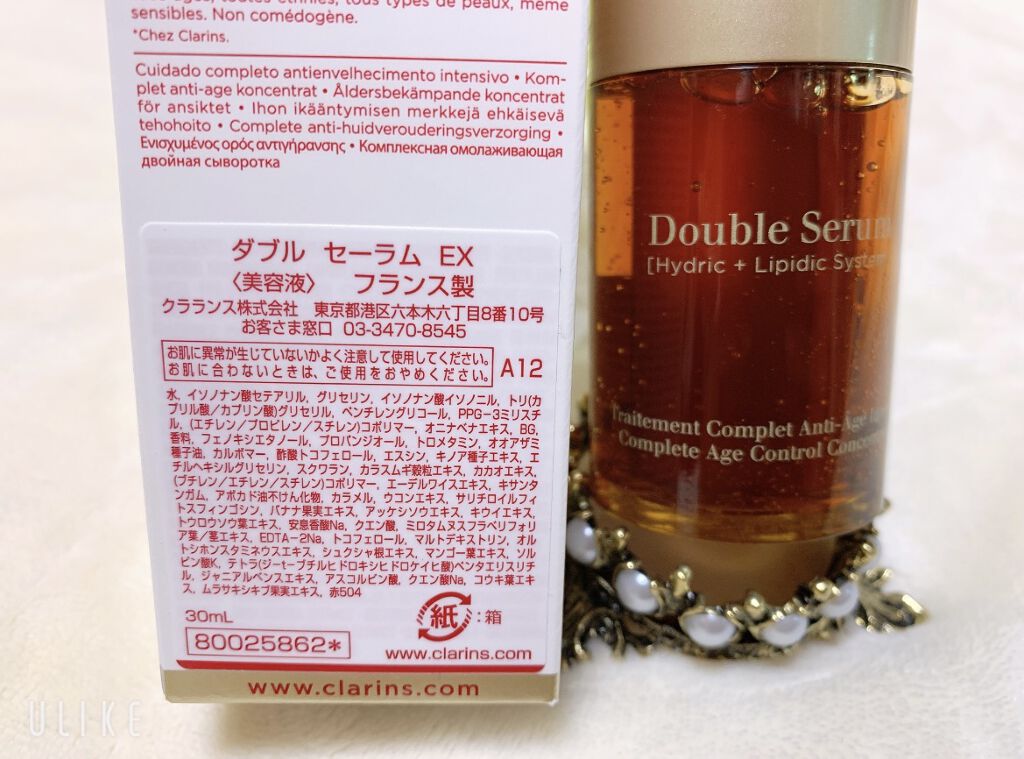 sensibles. Non comédogène.
*Chez Clarins.
Cuidado completo antienvelhecimento intensivo • Kom-
plet anti-age koncentrat • Åldersbekämpande koncentrat
för ansiktet • Ihon ikääntymisen merkkejä ehkäisevä
tehohoito • Complete anti-huidverouderingsverzorging •
Ενισχυμένος ορός αντιγήρανσης • Комплексная омолаживающая
двойная сыворотка
ダブル セーラム EX
〈美容液〉 フランス製
クラランス株式会社 東京都港区六本木六丁目8番10号
お客さま窓口 03-3470-8545
お肌に異常が生じていないかよく注意して使用してください。
お肌に合わないときは、ご使用をおやめください。
A12
水, イソノナン酸セテアリル, グリセリン, イソノナン酸イソノニル, トリ(カ
プリル酸/カプリン酸)グリセリル, ペンチレングリコール, PPG-3ミリスチ
ル, (エチレン/プロピレン/スチレン)コポリマー, オニナベナエキス, BG,
香料, フェノキシエタノール, プロパンジオール, トロメタミン, オオアザミ
種子油, カルボマー, 酢酸トコフェロール, エスシン, キノア種子エキス, エ
チルヘキシルグリセリン, スクワラン, カラスムギ穀粒エキス, カカオエキス,
(ブチレン/エチレン/スチレン)コポリマー, エーデルワイスエキス, キサンタ
ンガム, アボカド油不けん化物, カラメル, ウコンエキス, サリチロイルフィ
トスフィンゴシン, バナナ果実エキス, アッケシソウエキス, キウイエキス,
トウロウソウ葉エキス, 安息香酸Na, クエン酸, ミロタムヌスフラベリフォリ
ア葉/茎エキス, EDTA-2Na, トコフェロール, マルトデキストリン, オル
トシホンスタミネウスエキス, シュクシャ根エキス, マンゴー葉エキス, ソル
ビン酸K, テトラ(ジ-t-ブチルヒドロキシヒドロケイヒ酸)ペンタエリスリチ
ル, ジャニアルベンスエキス, アスコルビン酸, クエン酸Na, コウキ葉エキ
ス, ムラサキシキブ果実エキス, 赤504
30mL
紙 :箱
80025862*
www.clarins.com
www.clarins.com
Double Serum
[Hydric + Lipidic System
Traitement Complet Anti-Âge
Complete Age Control
ULIKE